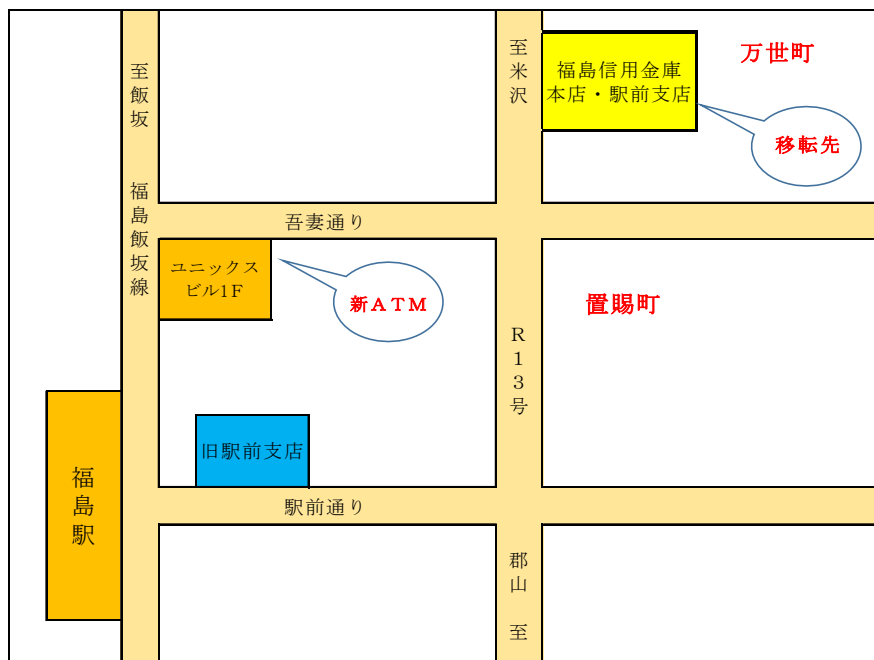 至飯坂
福島飯坂線
至米沢
福島信用金庫
本店・駅前支店
万世町
移転先
吾妻通り
ユニックス
ビル1F
新ATM
置賜町
R13号
旧駅前支店
福島駅
駅前通り
郡山 至